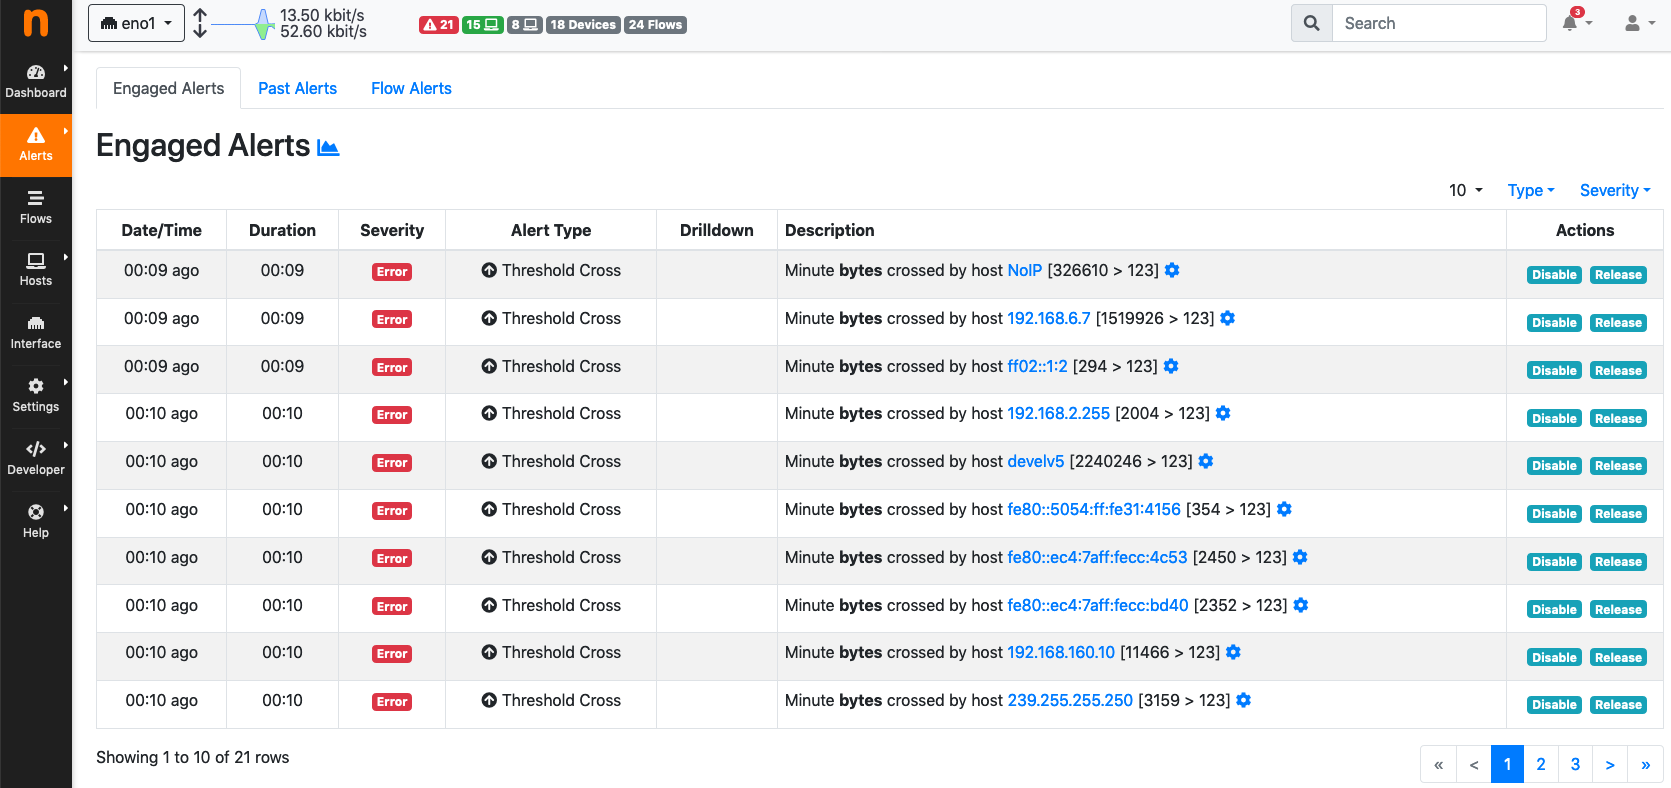 n
eno1
13.50 kbit/s
52.60 kbit/s
21 15 8 18 Devices 24 Flows
Search
3
Dashboard
Alerts
Flows
Hosts
Interface
Settings
Developer
Help
Engaged Alerts Past Alerts Flow Alerts
Engaged Alerts
10 Type Severity
Date/Time Duration Severity Alert Type Drilldown Description Actions
00:09 ago 00:09 Error Threshold Cross Minute bytes crossed by host NoIP [326610 > 123] Disable Release
00:09 ago 00:09 Error Threshold Cross Minute bytes crossed by host 192.168.6.7 [1519926 > 123] Disable Release
00:09 ago 00:09 Error Threshold Cross Minute bytes crossed by host ff02::1:2 [294 > 123] Disable Release
00:10 ago 00:10 Error Threshold Cross Minute bytes crossed by host 192.168.2.255 [2004 > 123] Disable Release
00:10 ago 00:10 Error Threshold Cross Minute bytes crossed by host develv5 [2240246 > 123] Disable Release
00:10 ago 00:10 Error Threshold Cross Minute bytes crossed by host fe80::5054:ff:fe31:4156 [354 > 123] Disable Release
00:10 ago 00:10 Error Threshold Cross Minute bytes crossed by host fe80::ec4:7aff:fecc:4c53 [2450 > 123] Disable Release
00:10 ago 00:10 Error Threshold Cross Minute bytes crossed by host fe80::ec4:7aff:fecc:bd40 [2352 > 123] Disable Release
00:10 ago 00:10 Error Threshold Cross Minute bytes crossed by host 192.168.160.10 [11466 > 123] Disable Release
00:10 ago 00:10 Error Threshold Cross Minute bytes crossed by host 239.255.255.250 [3159 > 123] Disable Release
Showing 1 to 10 of 21 rows
« < 1 2 3 > »